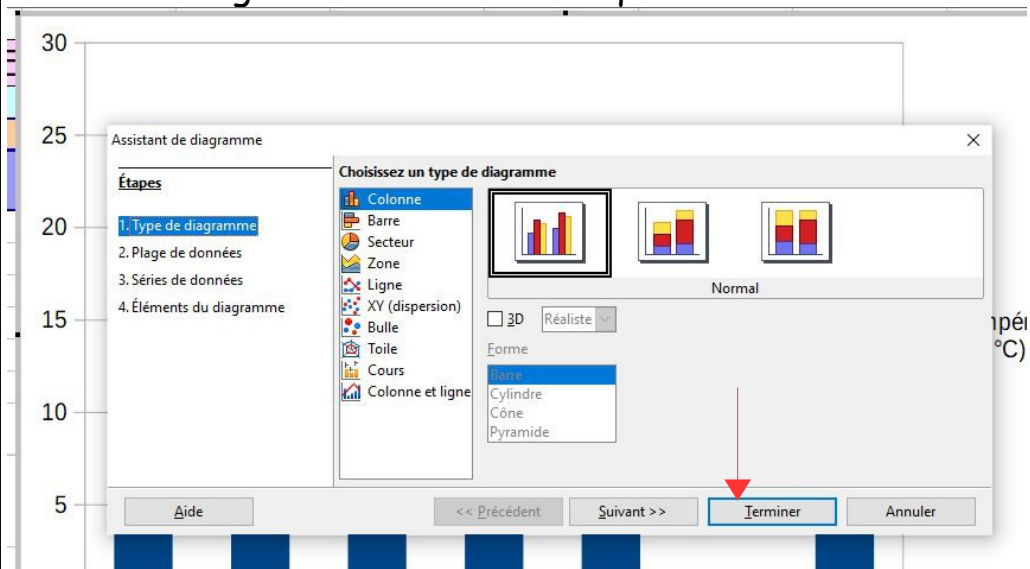 30
25
20
15
10
5
Assistant de diagramme
Étapes
1. Type de diagramme
2. Plage de données
3. Séries de données
4. Éléments du diagramme
Choisissez un type de diagramme
Colonne
Barre
Secteur
Zone
Ligne
XY (dispersion)
Bulle
Toile
Cours
Colonne et ligne
Normal
3D Réaliste
Forme
Barre
Cylindre
Cône
Pyramide
Aide
<< Précédent
Suivant >>
Terminer
Annuler
°C)